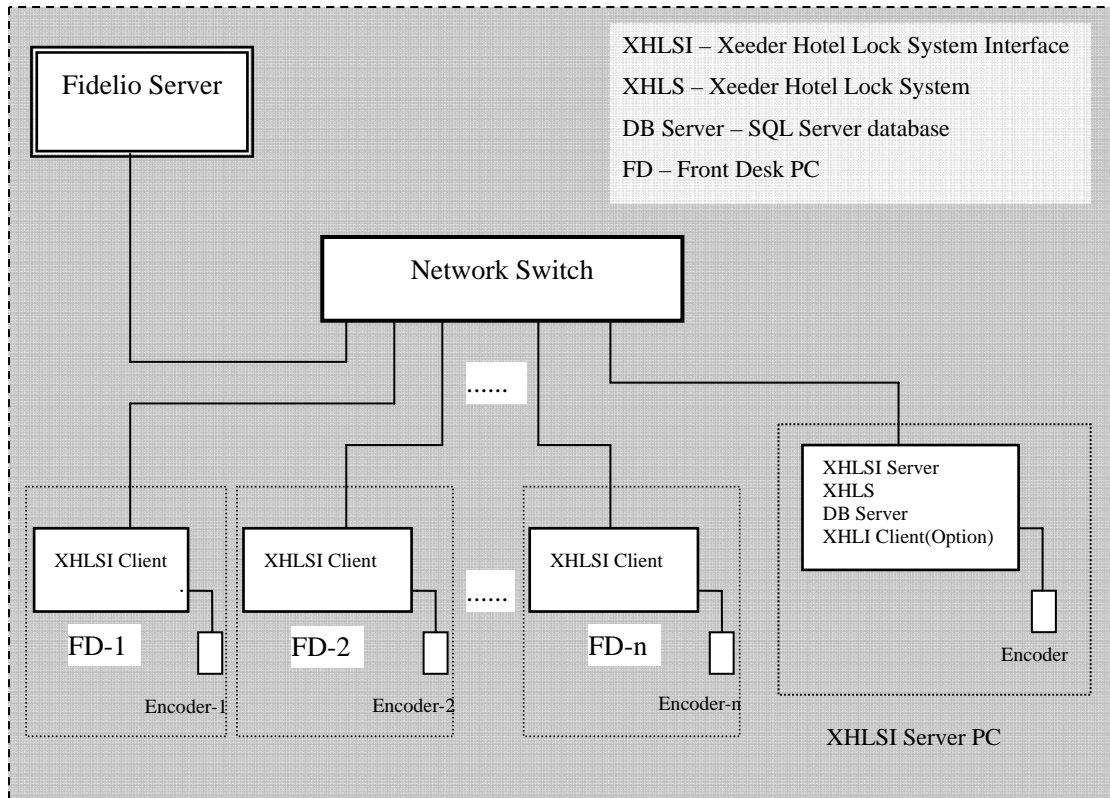 Fidelio Server
XHLSI – Xeeder Hotel Lock System Interface
XHLS – Xeeder Hotel Lock System
DB Server – SQL Server database
FD – Front Desk PC
Network Switch
......
XHLSI Server
XHLS
DB Server
XHLI Client(Option)
Encoder
XHLSI Server PC
XHLSI Client
FD-1
Encoder-1
XHLSI Client
FD-2
Encoder-2
......
XHLSI Client
FD-n
Encoder-n